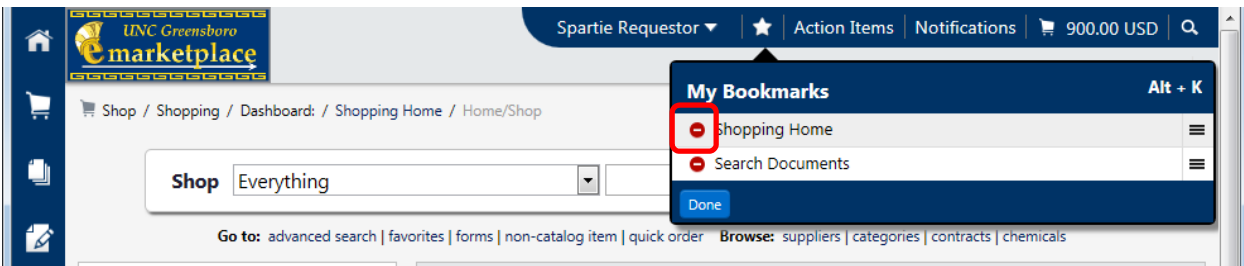 UNC Greensboro
emarketplace
Spartie Requestor
Action Items
Notifications
900.00 USD
My Bookmarks
Alt + K
Shop / Shopping / Dashboard: / Shopping Home / Home/Shop
Shopping Home
Search Documents
Shop
Everything
Done
Go to: advanced search | favorites | forms | non-catalog item | quick order Browse: suppliers | categories | contracts | chemicals